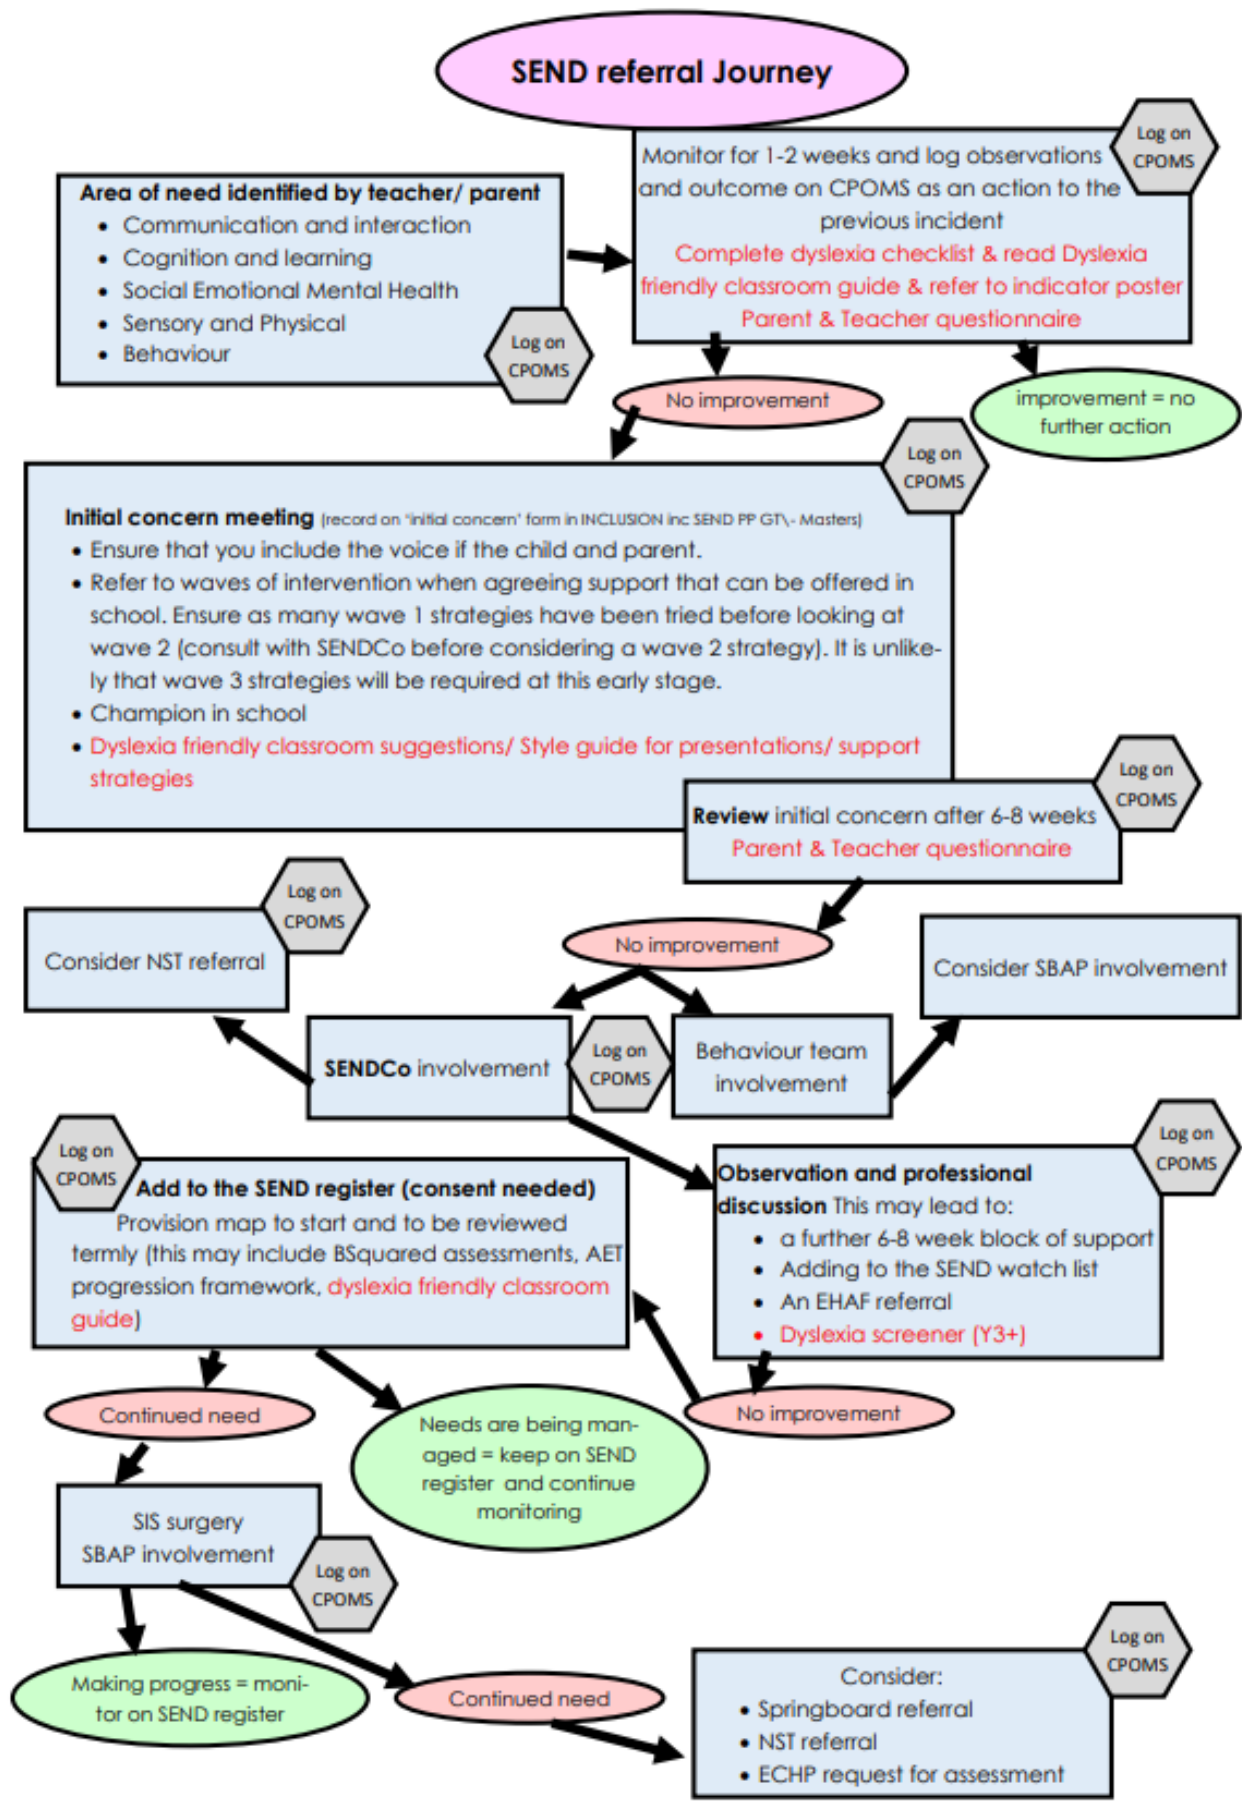 SEND referral Journey
Log on
CPOMS
Monitor for 1-2 weeks and log observations
and outcome on CPOMS as an action to the
previous incident
Complete dyslexia checklist & read Dyslexia
friendly classroom guide & refer to indicator poster
Parent & Teacher questionnaire
Area of need identified by teacher/ parent
• Communication and interaction
• Cognition and learning
• Social Emotional Mental Health
• Sensory and Physical
• Behaviour
Log on
CPOMS
No improvement
improvement = no
further action
Log on
CPOMS
Initial concern meeting (record on 'initial concern' form in INCLUSION inc SEND PP GT\- Masters)
• Ensure that you include the voice if the child and parent.
• Refer to waves of intervention when agreeing support that can be offered in
school. Ensure as many wave 1 strategies have been tried before looking at
wave 2 (consult with SENDCo before considering a wave 2 strategy). It is unlike-
ly that wave 3 strategies will be required at this early stage.
• Champion in school
• Dyslexia friendly classroom suggestions/ Style guide for presentations/ support
strategies
Log on
CPOMS
Review initial concern after 6-8 weeks
Parent & Teacher questionnaire
Log on
CPOMS
Consider NST referral
No improvement
Consider SBAP involvement
SENDCo involvement
Log on
CPOMS
Behaviour team
involvement
Log on
CPOMS
Add to the SEND register (consent needed)
Provision map to start and to be reviewed
termly (this may include BSquared assessments, AET
progression framework, dyslexia friendly classroom
guide)
Log on
CPOMS
Observation and professional
discussion This may lead to:
• a further 6-8 week block of support
• Adding to the SEND watch list
• An EHAF referral
• Dyslexia screener (Y3+)
Continued need
Needs are being man-
aged = keep on SEND
register and continue
monitoring
No improvement
SIS surgery
SBAP involvement
Log on
CPOMS
Making progress = moni-
tor on SEND register
Continued need
Log on
CPOMS
Consider:
• Springboard referral
• NST referral
• ECHP request for assessment